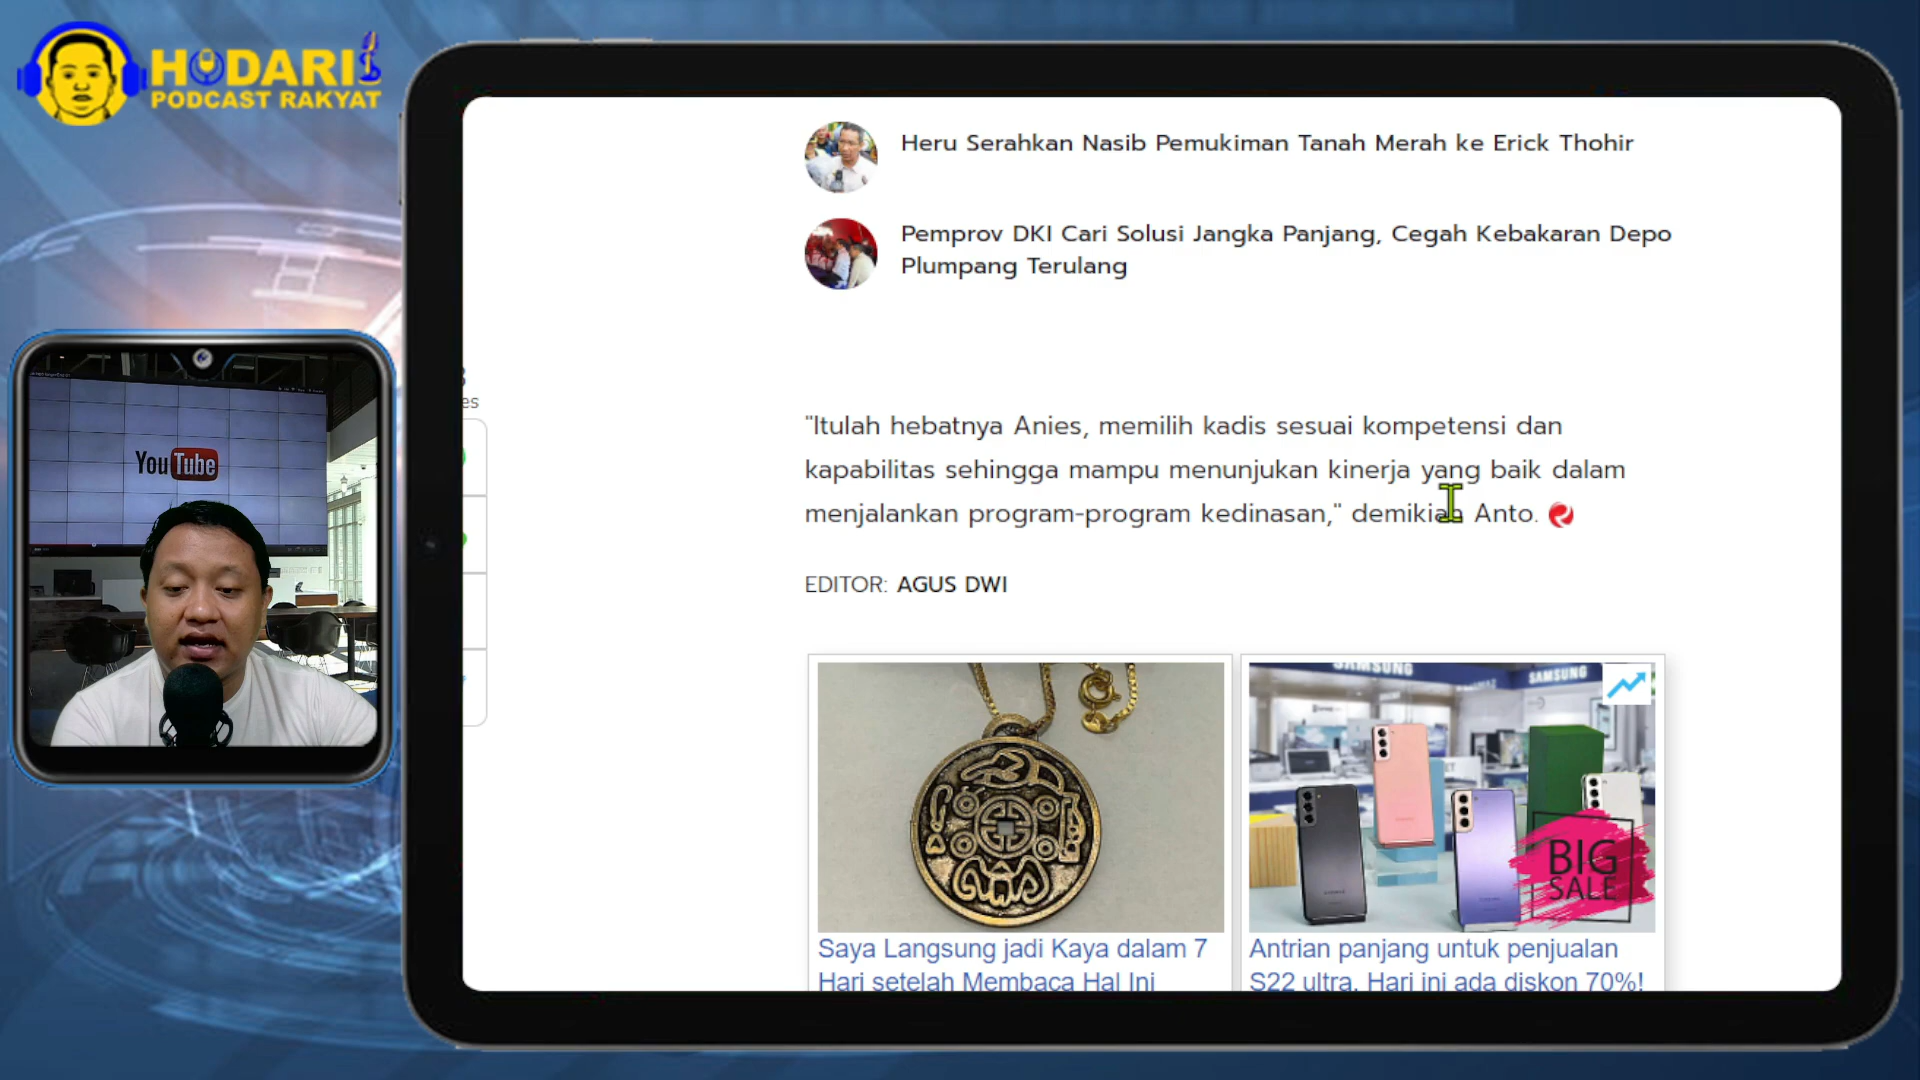 HODARI
PODCAST RAKYAT
Heru Serahkan Nasib Pemukiman Tanah Merah ke Erick Thohir
Pemprov DKI Cari Solusi Jangka Panjang, Cegah Kebakaran Depo
Plumpang Terulang
es
"Itulah hebatnya Anies, memilih kadis sesuai kompetensi dan
kapabilitas sehingga mampu menunjukan kinerja yang baik dalam
menjalankan program-program kedinasan," demikian Anto.
EDITOR: AGUS DWI
YouTube
SAMSUNG
SAMSUNG
BIG
SALE
Saya Langsung jadi Kaya dalam 7
Hari setelah Membaca Hal Ini
Antrian panjang untuk penjualan
S22 ultra. Hari ini ada diskon 70%!